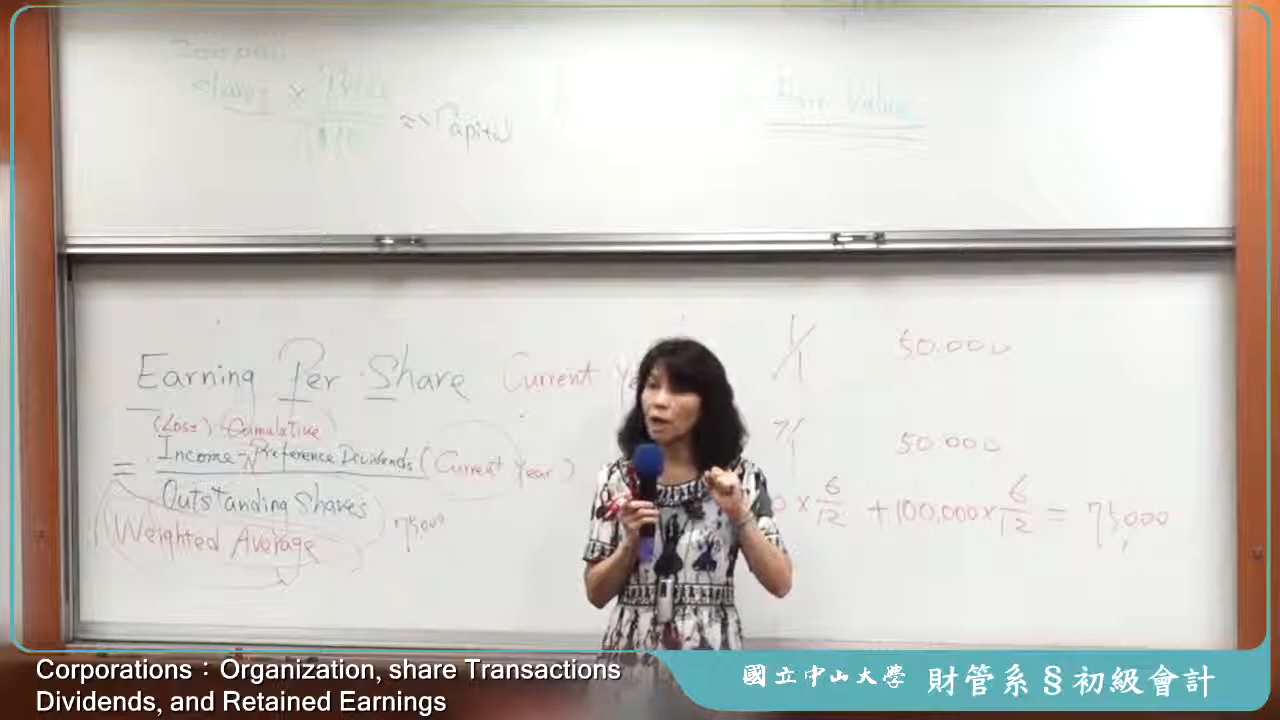 shares ×
= Capital
Par Value
Earning Per Share Current
(Loss) Cumulative
= Income - Preference Dividends (Current Year)
Outstanding Shares
Weighted Average
75,000
1/1 50.000
7/1 50.000
× 6/12 + 100,000 × 6/12 = 75,000
Corporations：Organization, share Transactions
Dividends, and Retained Earnings
國立中山大學 財管系§初級會計